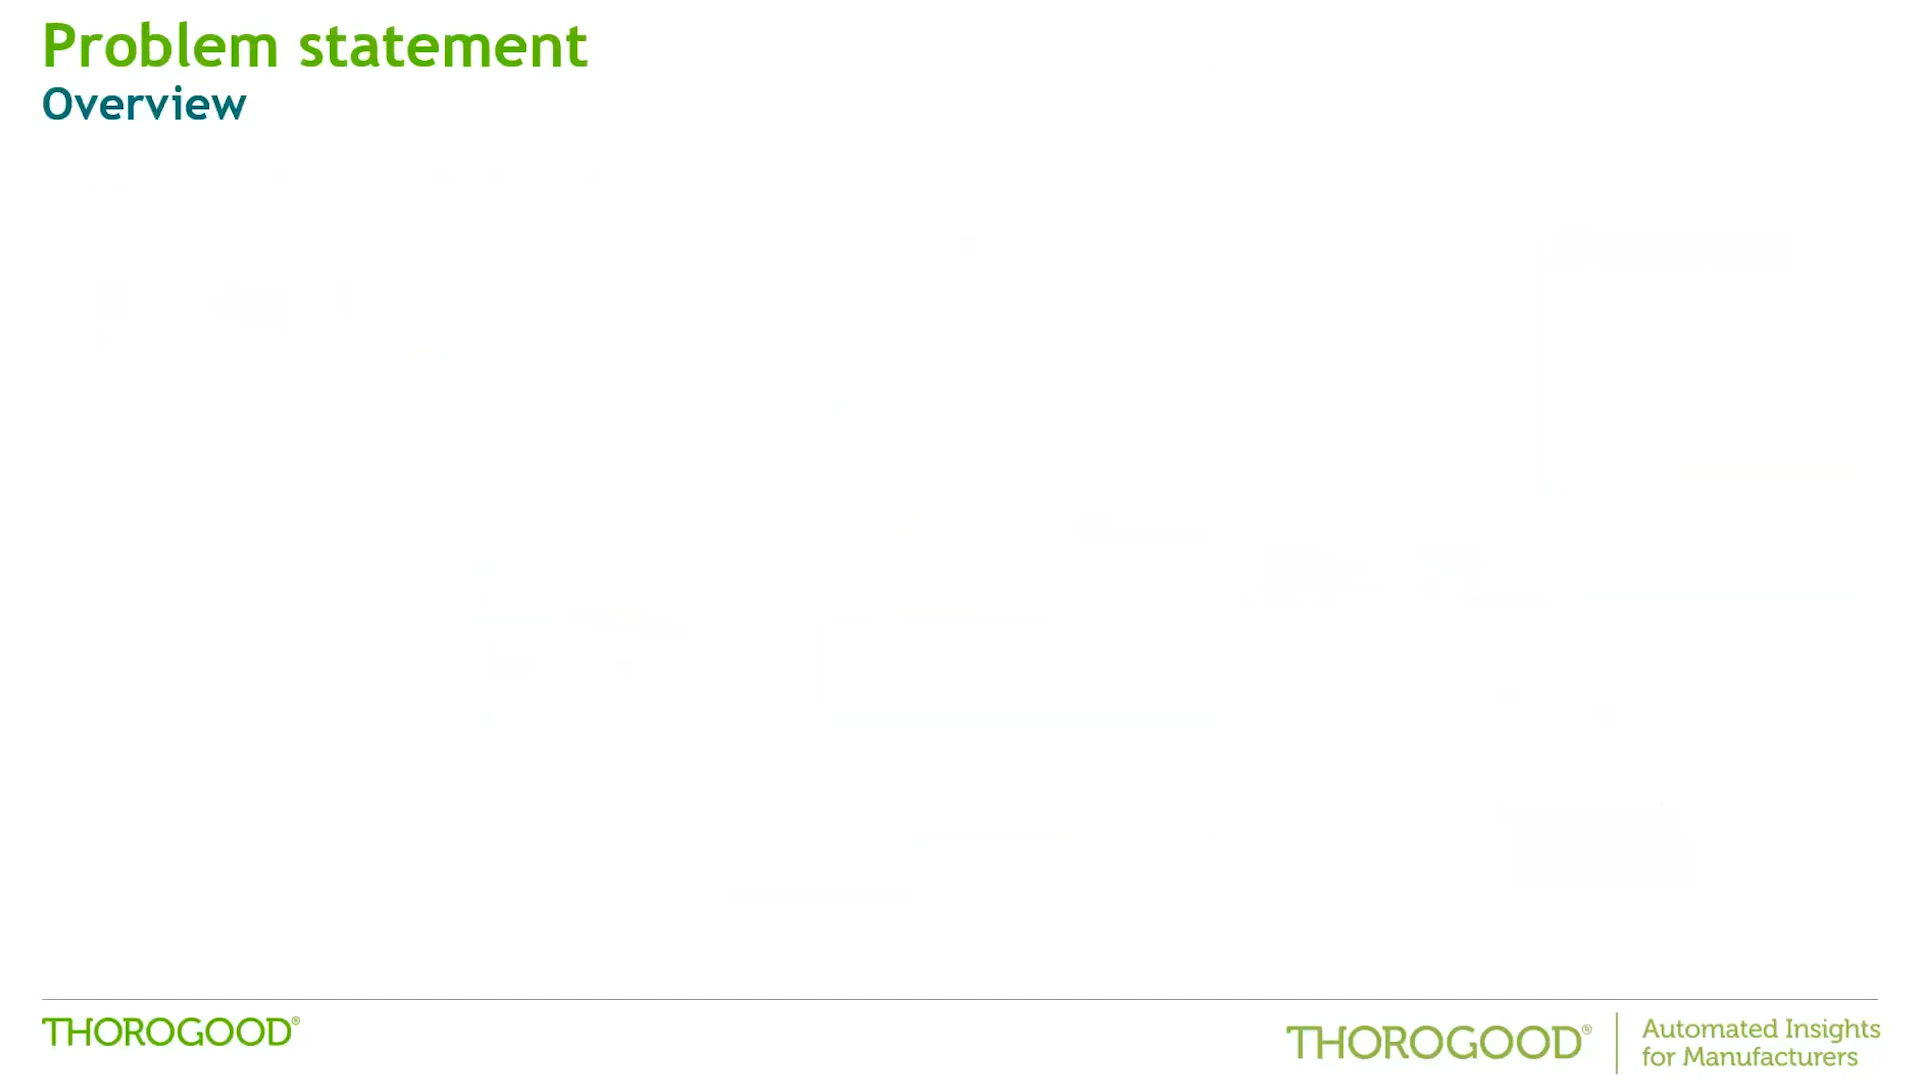 Problem statement
Overview
THOROGOOD®
THOROGOOD®
Automated Insights
for Manufacturers